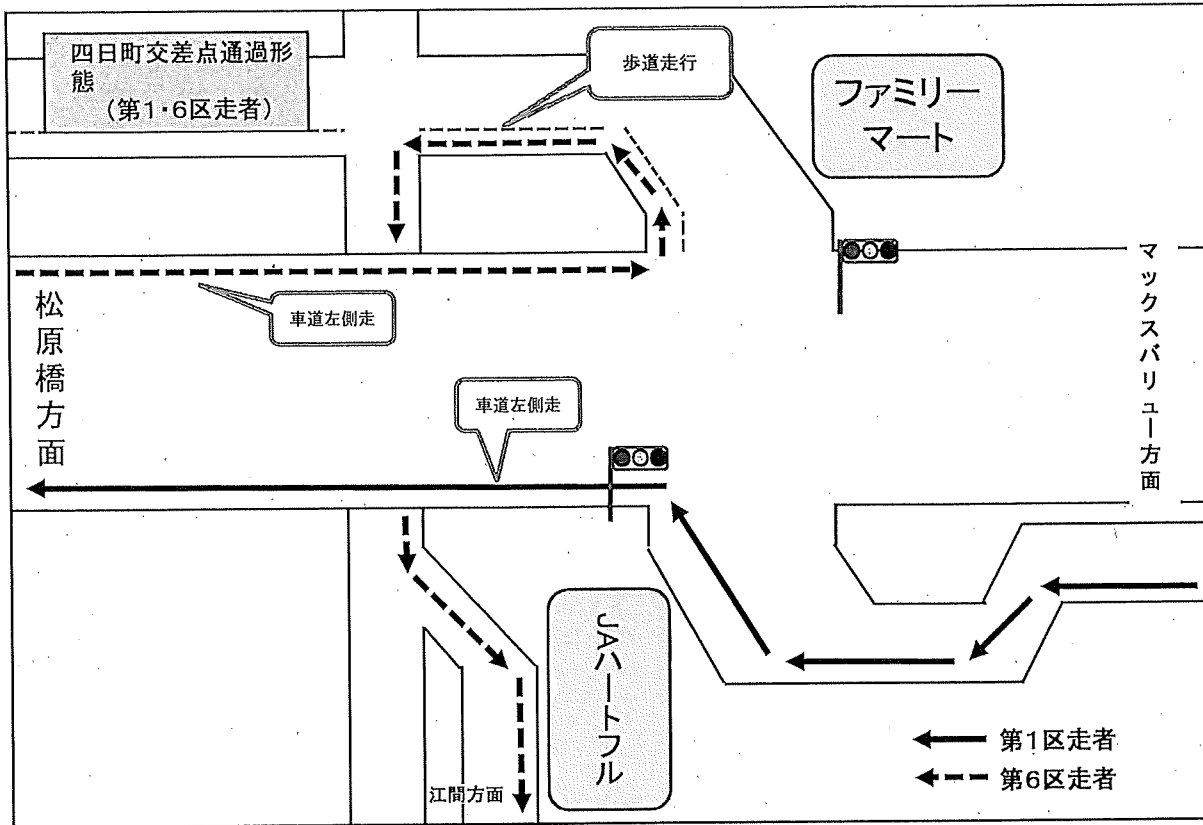 四日町交差点通過形
態
（第1・6区走者）
歩道走行
ファミリー
マート
車道左側走
松原橋方面
車道左側走
マックスバリュー方面
JAハートフル
江間方面
第1区走者
第6区走者